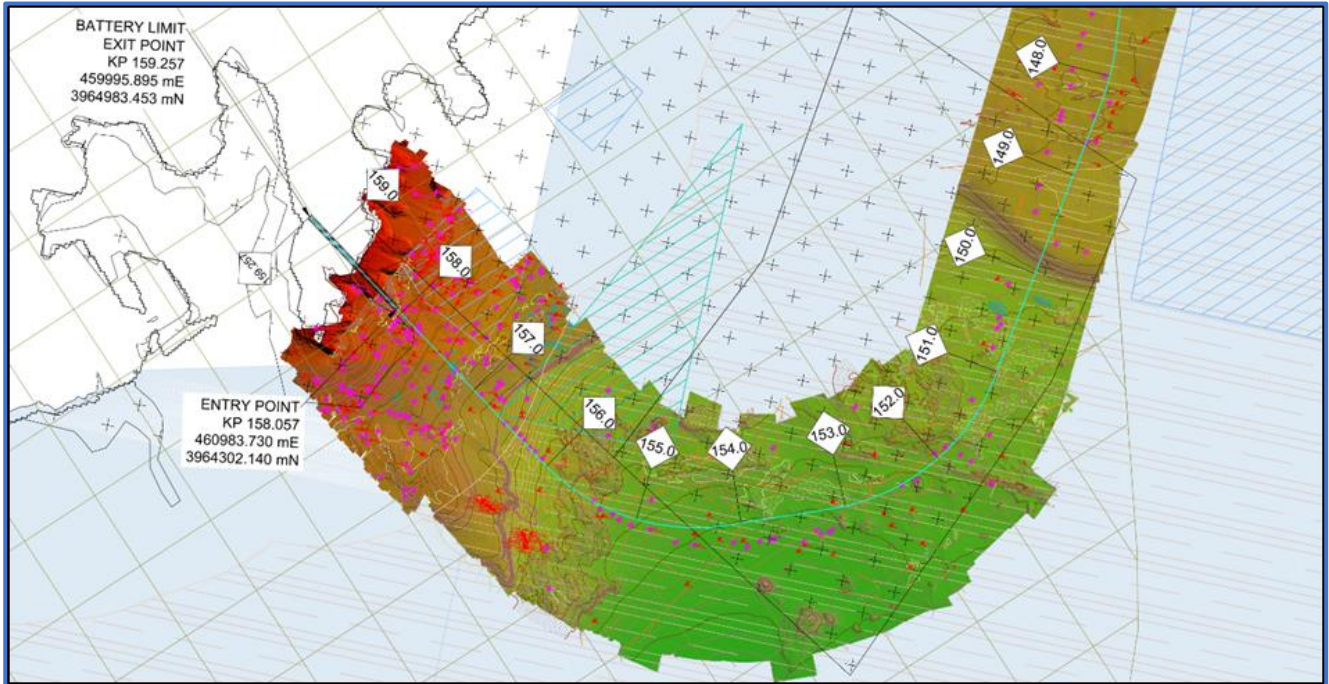 BATTERY LIMIT
EXIT POINT
KP 159.257
459995.895 mE
3964983.453 mN
148.0
149.0
159.0
150.0
158.0
159.257
157.0
151.0
ENTRY POINT
KP 158.057
460983.730 mE
3964302.140 mN
156.0
155.0
154.0
153.0
152.0